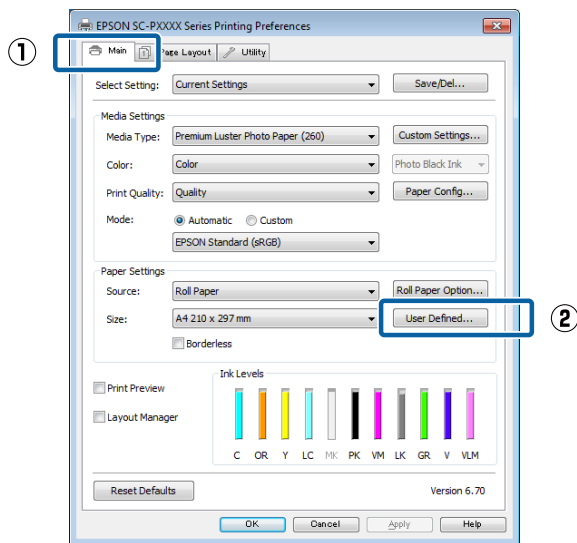 EPSON SC-PXXXX Series Printing Preferences
①
Main Page Layout Utility
Select Setting: Current Settings Save/Del...
Media Settings
Media Type: Premium Luster Photo Paper (260) Custom Settings...
Color: Color Photo Black Ink
Print Quality: Quality Paper Config...
Mode: Automatic Custom
EPSON Standard (sRGB)
Paper Settings
Source: Roll Paper Roll Paper Option...
Size: A4 210 x 297 mm User Defined...
②
Borderless
Ink Levels
Print Preview
Layout Manager
C OR Y LC MK PK VM LK GR V VLM
Reset Defaults Version 6.70
OK Cancel Apply Help